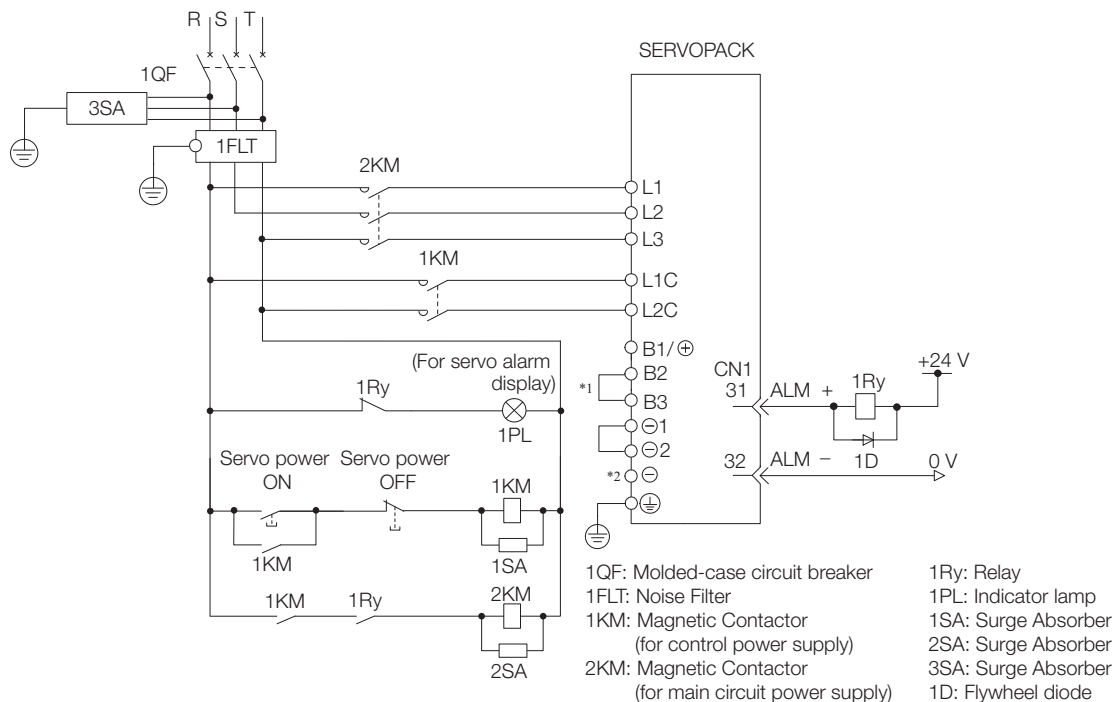 R S T
SERVOPACK
1QF
3SA
1FLT
2KM
L1
L2
L3
1KM
L1C
L2C
B1/⊕
(For servo alarm
display)
1Ry
1PL
*1
B2
B3
⊖1
⊖2
*2 ⊖
CN1
31 ALM +
1Ry
+24 V
1D
32 ALM −
0 V
Servo power
ON
Servo power
OFF
1KM
1KM
1SA
1KM
1Ry
2KM
2SA
1QF: Molded-case circuit breaker
1FLT: Noise Filter
1KM: Magnetic Contactor
(for control power supply)
2KM: Magnetic Contactor
(for main circuit power supply)
1Ry: Relay
1PL: Indicator lamp
1SA: Surge Absorber
2SA: Surge Absorber
3SA: Surge Absorber
1D: Flywheel diode